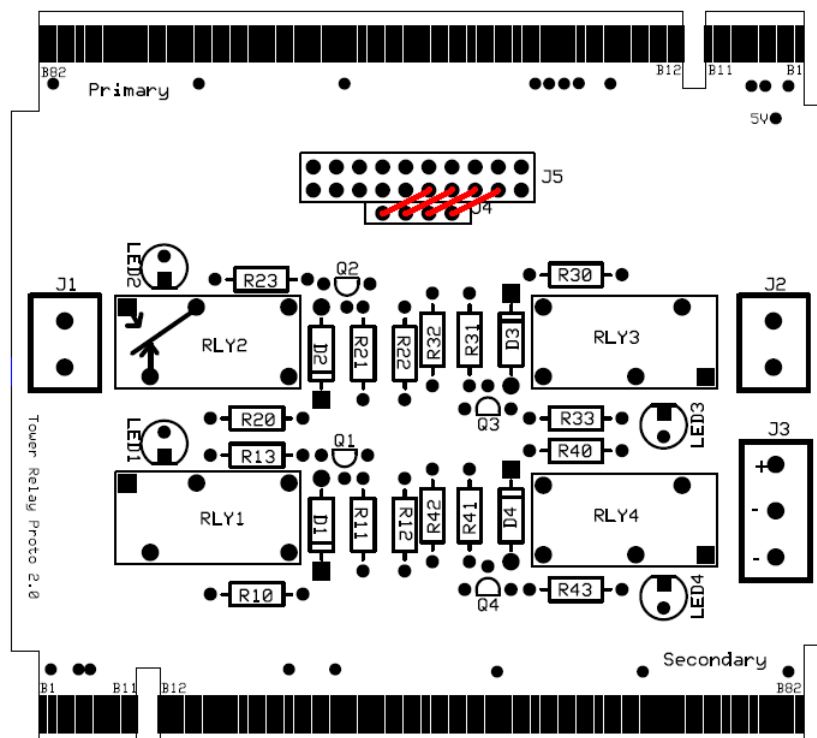 B82
B12
B11
B1
Primary
5V
J5
J4
LED2
Q2
J1
R23
R30
J2
RLY2
D2
R21
R22
R32
R31
D3
RLY3
LED1
R20
Q3
R33
LED3
J3
R13
Q1
R40
+
RLY1
D1
R11
R12
R42
R41
D4
RLY4
-
-
Tower Relay Proto 2.0
R10
Q4
R43
LED4
Secondary
B1
B11
B12
B82